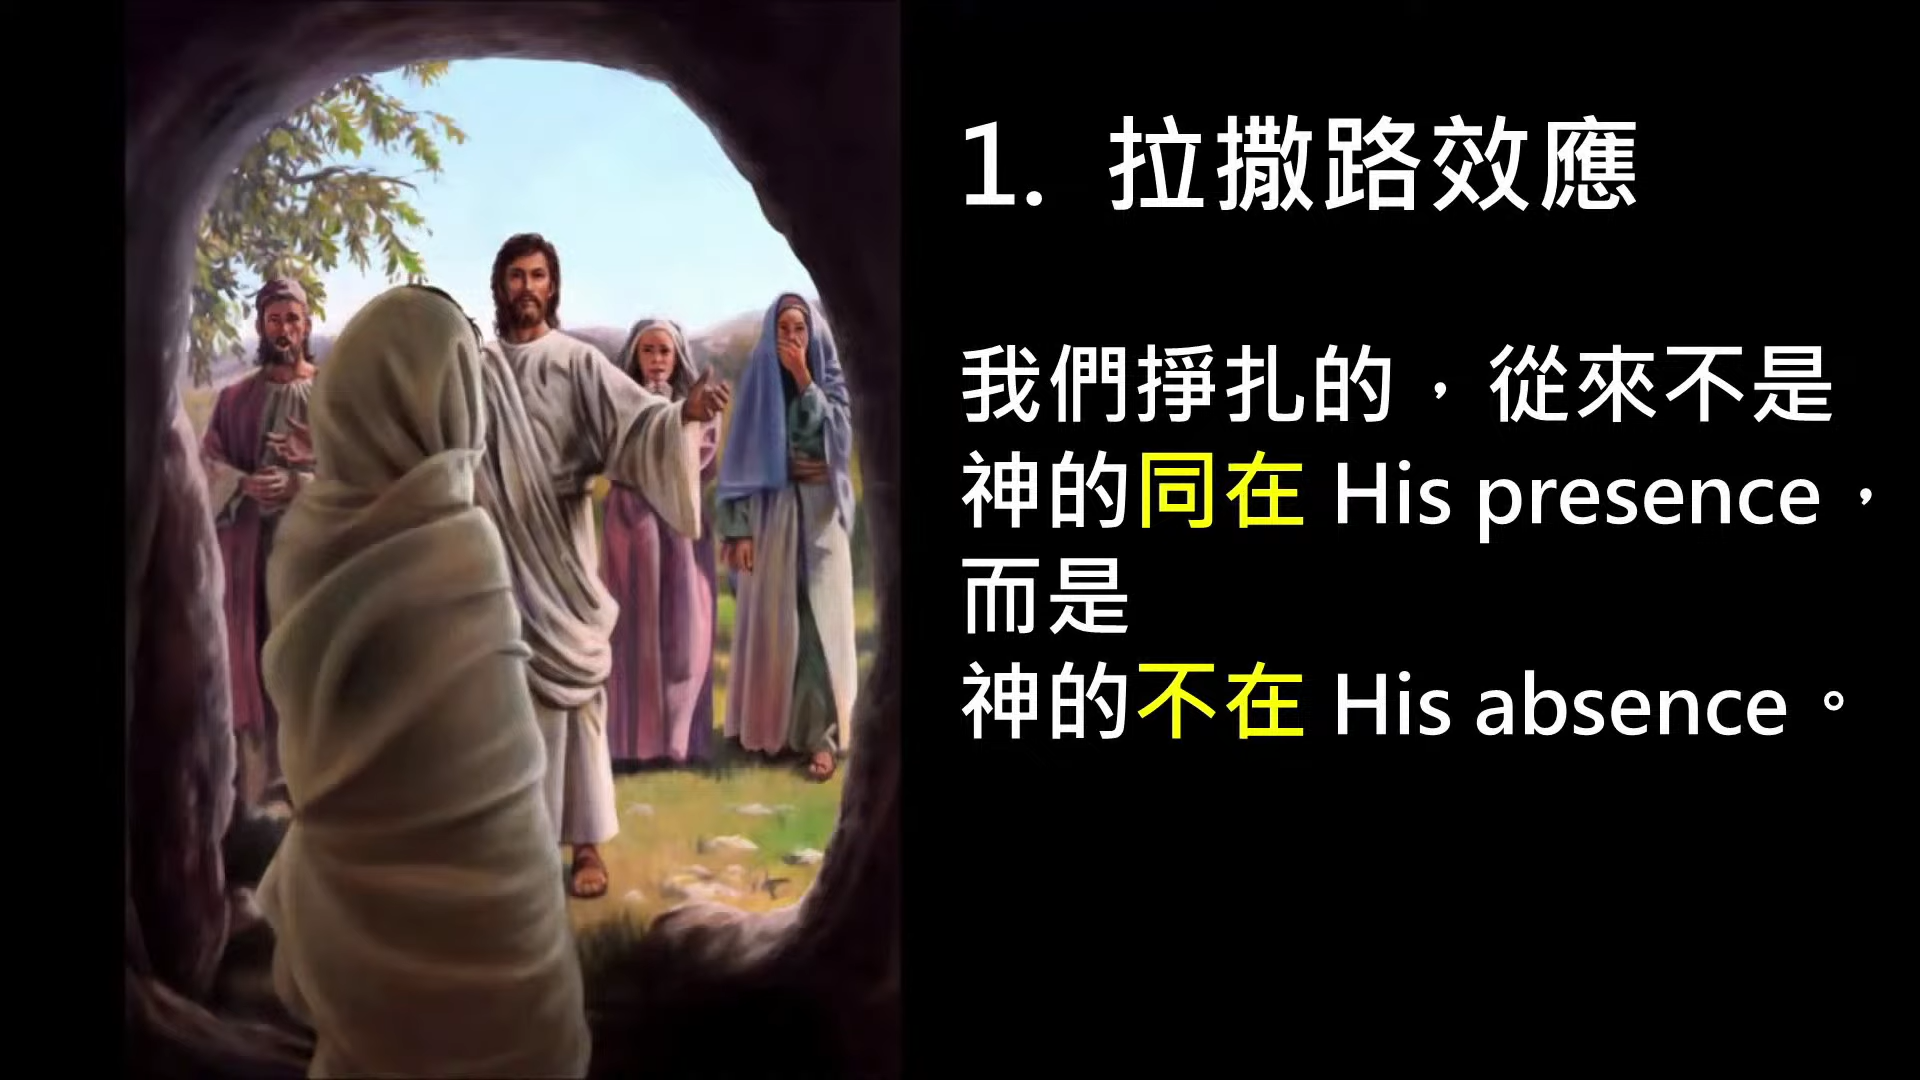 1. 拉撒路效應
我們掙扎的，從來不是
神的同在 His presence，
而是
神的不在 His absence。